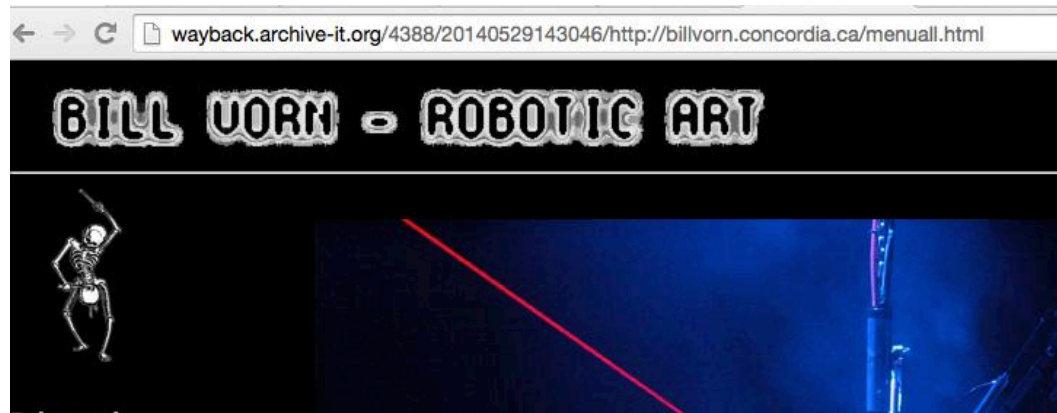 wayback.archive-it.org/4388/20140529143046/http://billvorn.concordia.ca/menuall.html
BILL VORN - ROBOTIC ART